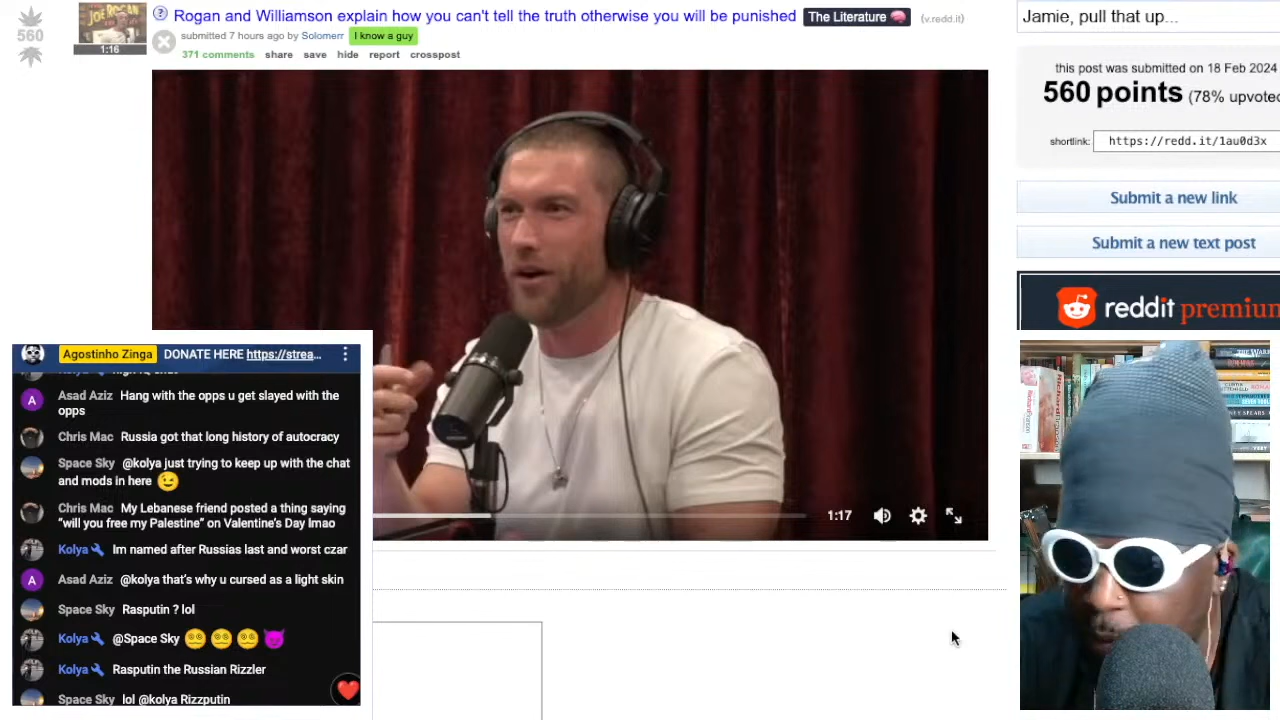 560
JOE ROGAN
1:16
Rogan and Williamson explain how you can't tell the truth otherwise you will be punished The Literature 🧠 (v.redd.it)
submitted 7 hours ago by Solomerr I know a guy
371 comments share save hide report crosspost
1:17
Jamie, pull that up...
this post was submitted on 18 Feb 2024
560 points (78% upvoted
shortlink: https://redd.it/1au0d3x
Submit a new link
Submit a new text post
reddit premium
Agostinho Zinga DONATE HERE https://strea...
Asad Aziz Hang with the opps u get slayed with the
opps
Chris Mac Russia got that long history of autocracy
Space Sky @kolya just trying to keep up with the chat
and mods in here 😉
Chris Mac My Lebanese friend posted a thing saying
“will you free my Palestine” on Valentine’s Day lmao
Kolya Im named after Russias last and worst czar
A Asad Aziz @kolya that’s why u cursed as a light skin
Space Sky Rasputin ? lol
Kolya @Space Sky 😵‍💫😵‍💫😵‍💫😈
Kolya Rasputin the Russian Rizzler
Space Sky lol @kolya Rizzputin